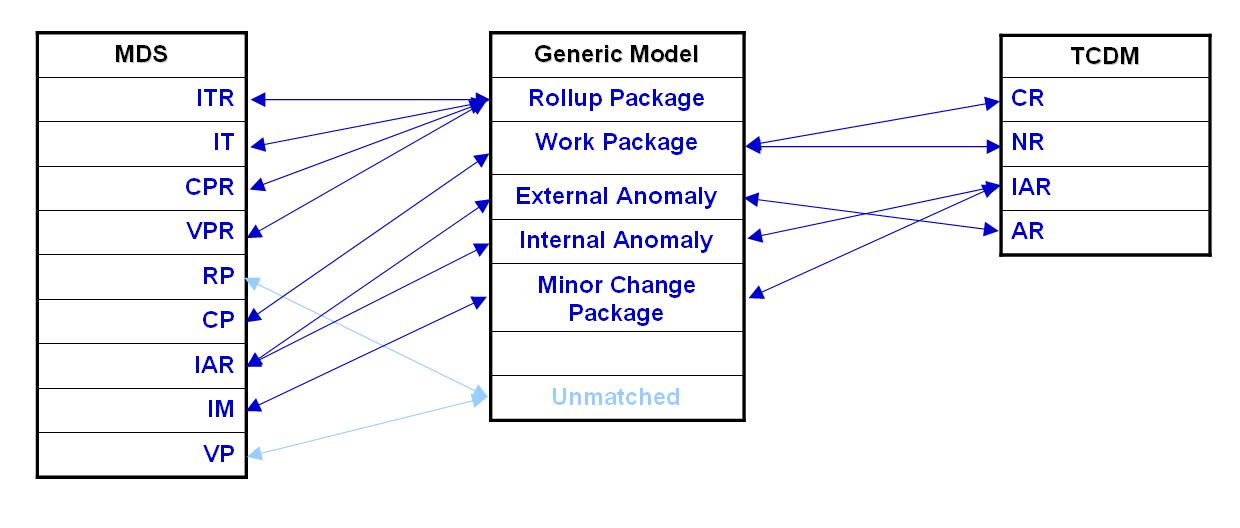 MDS
ITR
IT
CPR
VPR
RP
CP
IAR
IM
VP
Generic Model
Rollup Package
Work Package
External Anomaly
Internal Anomaly
Minor Change
Package
Unmatched
TCDM
CR
NR
IAR
AR